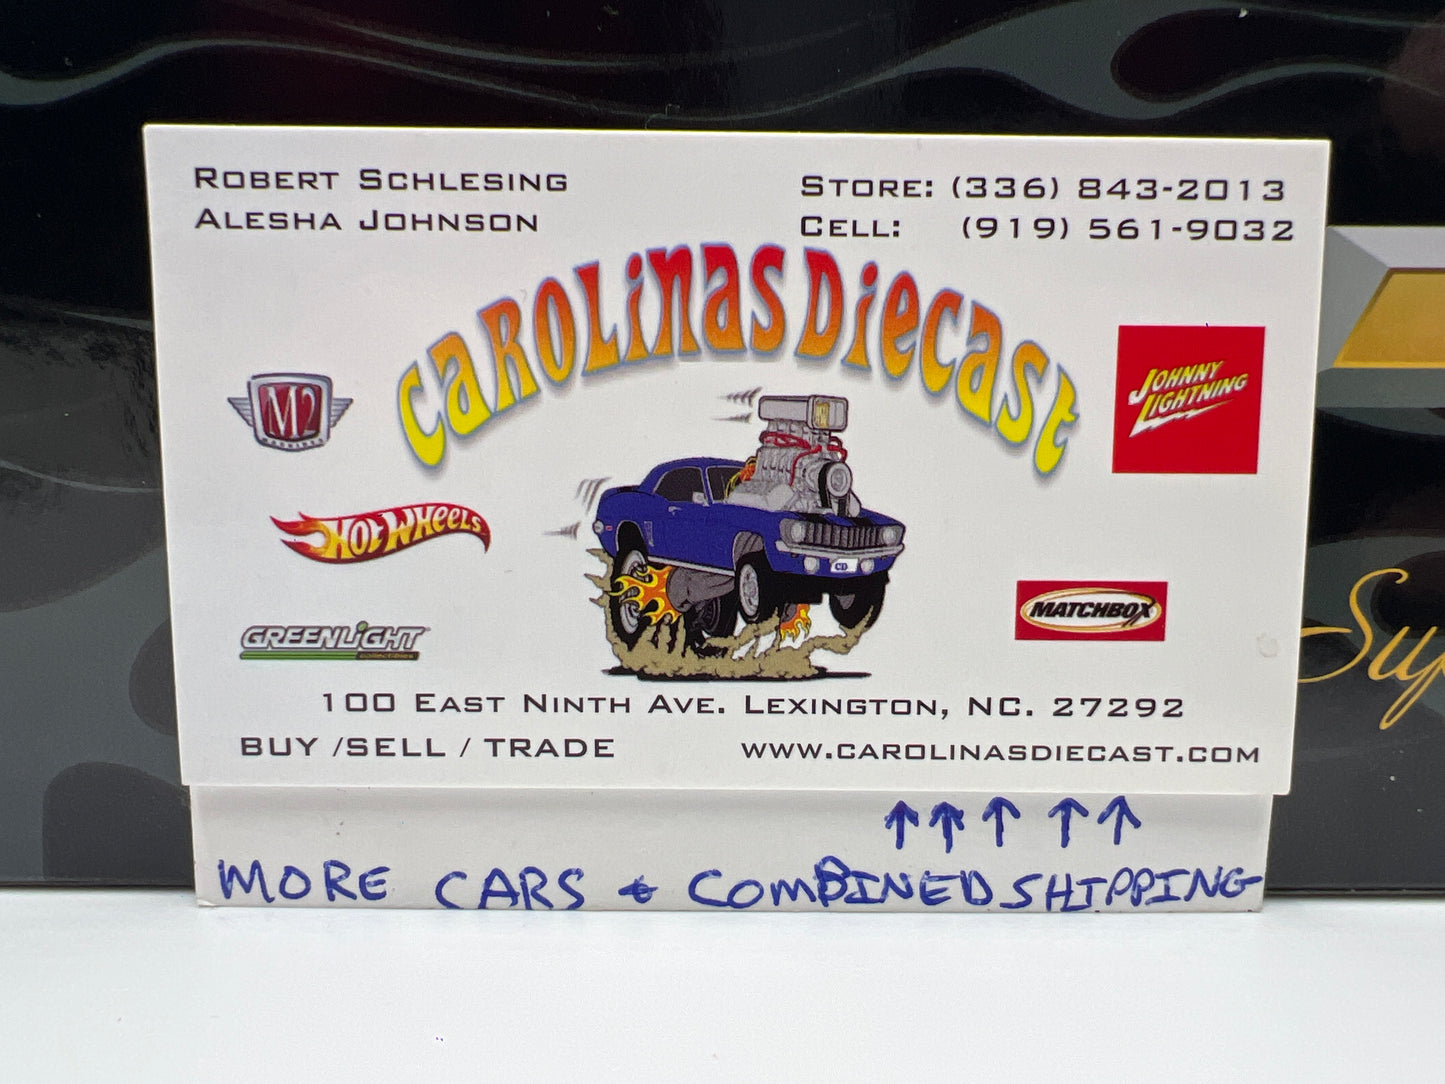 ROBERT SCHLESING
ALESHA JOHNSON
STORE: (336) 843-2013
CELL: (919) 561-9032
CAROLINAS DIECAST
M2
MACHINES
JOHNNY
LIGHTNING
HOT WHEELS
CD
MATCHBOX
GREENLIGHT
collectibles
100 EAST NINTH AVE. LEXINGTON, NC. 27292
BUY /SELL / TRADE
WWW.CAROLINASDIECAST.COM
↑↑↑ ↑↑
MORE CARS & COMBINED SHIPPING